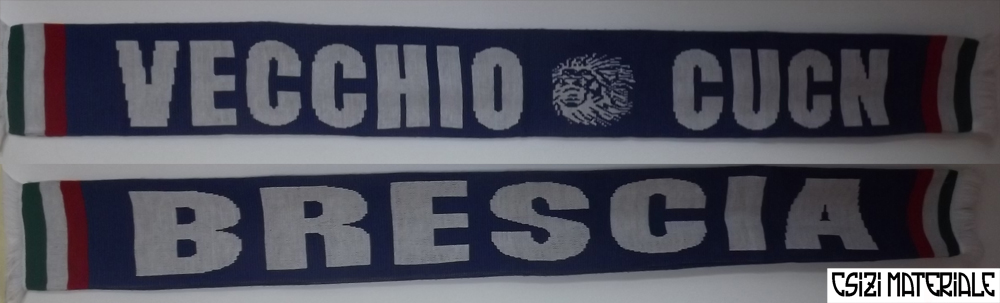 VECCHIO CUCN
BRESCIA
CSIZI MATERIALE